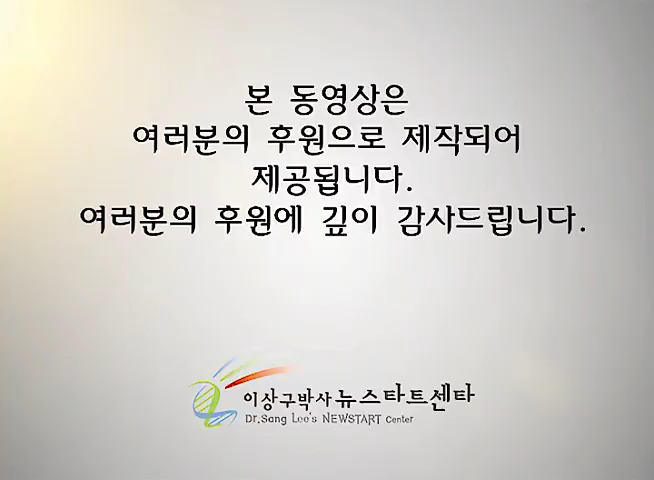 본 동영상은
여러분의 후원으로 제작되어
제공됩니다.
여러분의 후원에 깊이 감사드립니다.
이상구박사 뉴스타트센타
Dr.Sang Lee's NEWSTART Center